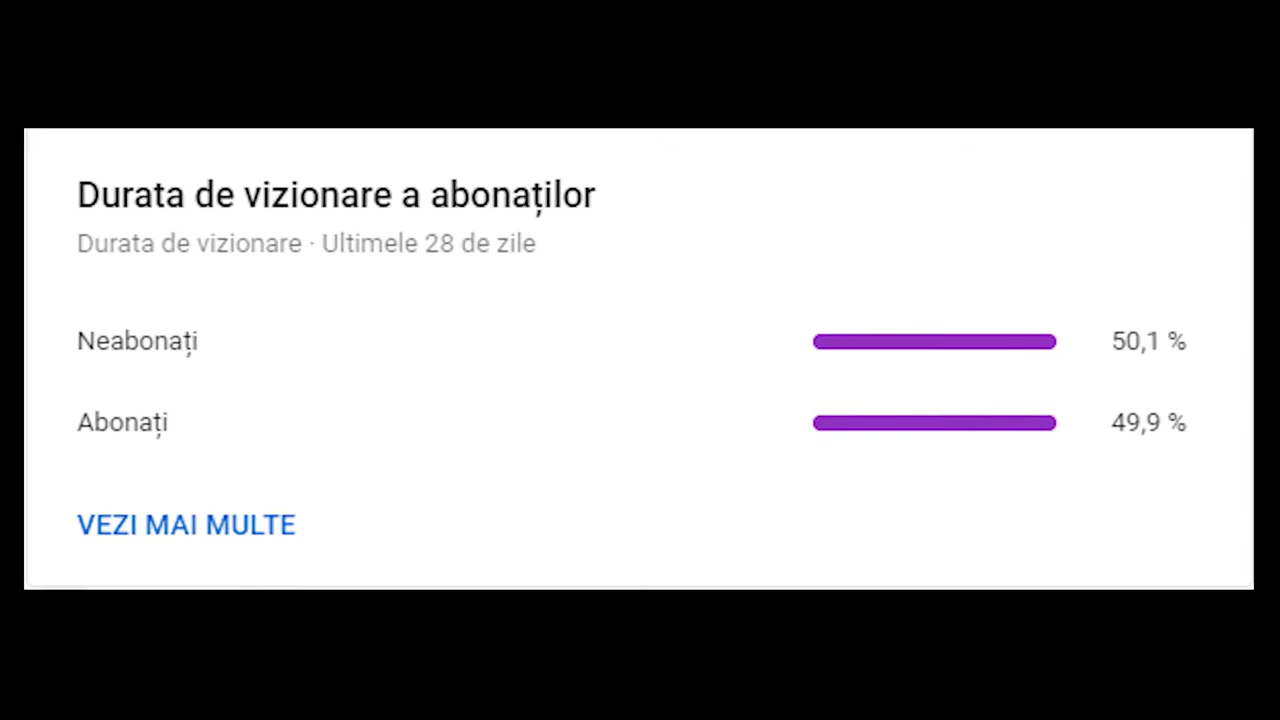 Durata de vizionare a abonaților
Durata de vizionare · Ultimele 28 de zile
Neabonați 50,1 %
Abonați 49,9 %
VEZI MAI MULTE